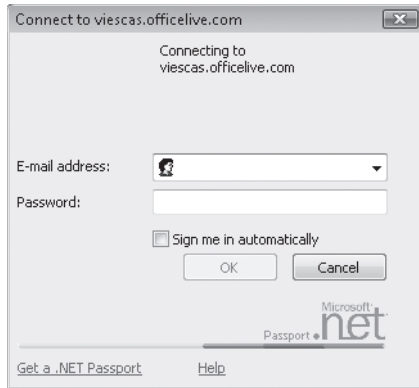 Connect to viescas.officelive.com
Connecting to
viescas.officelive.com
E-mail address:
Password:
Sign me in automatically
OK
Cancel
Microsoft
Passport
net
Get a .NET Passport
Help